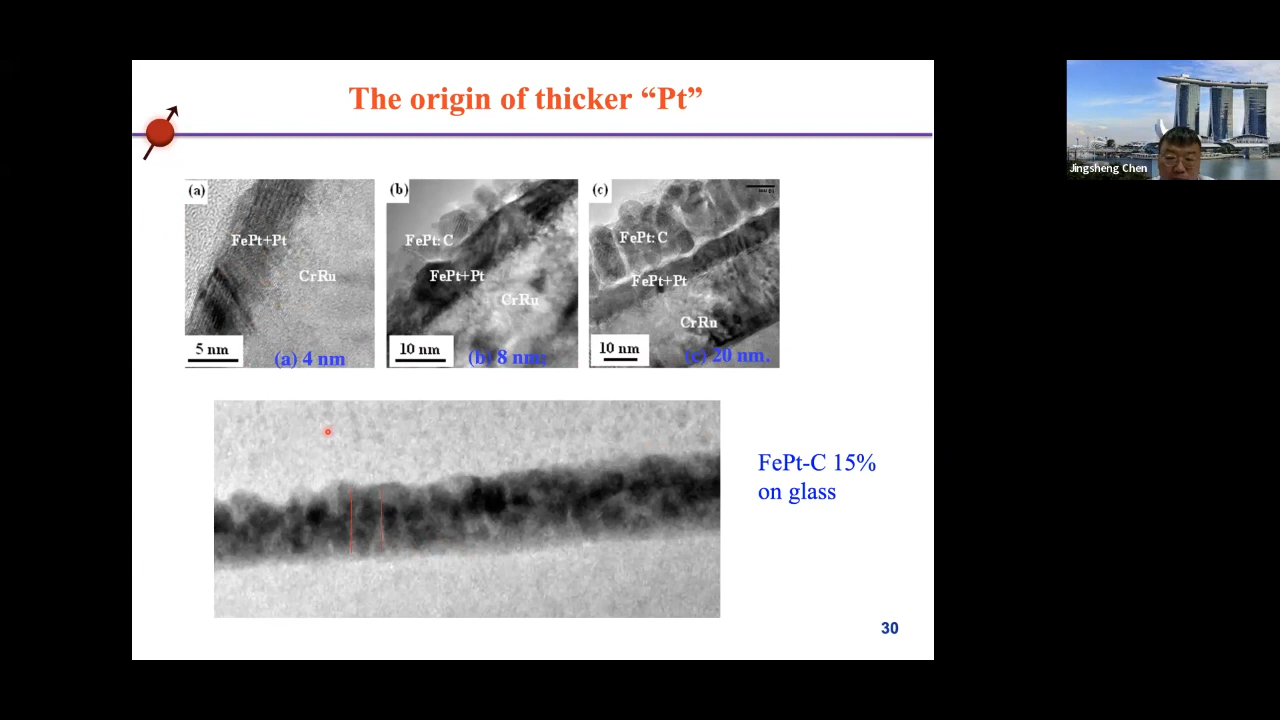 The origin of thicker “Pt”
Jingsheng Chen
(a)
FePt+Pt
CrRu
5 nm
(a) 4 nm
(b)
FePt: C
FePt+Pt
CrRu
10 nm
(b) 8 nm;
(c)
FePt: C
FePt+Pt
CrRu
10 nm
(c) 20 nm.
FePt-C 15%
on glass
30